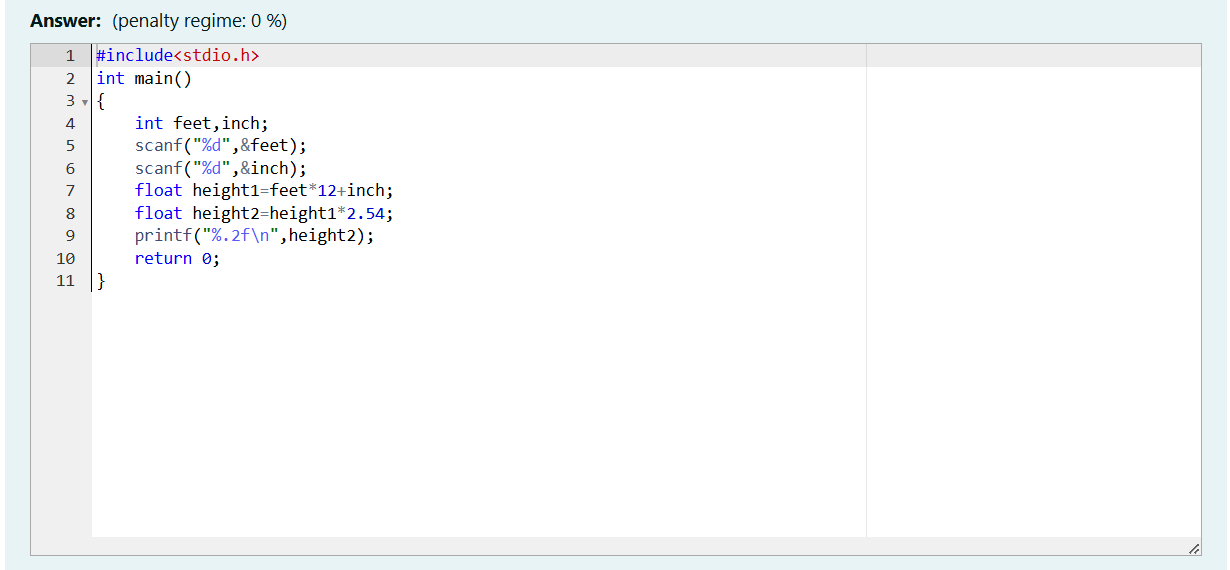 Answer: (penalty regime: 0 %)
1 #include<stdio.h>
2 int main()
3 {
4     int feet,inch;
5     scanf("%d",&feet);
6     scanf("%d",&inch);
7     float height1=feet*12+inch;
8     float height2=height1*2.54;
9     printf("%.2f\n",height2);
10     return 0;
11 }